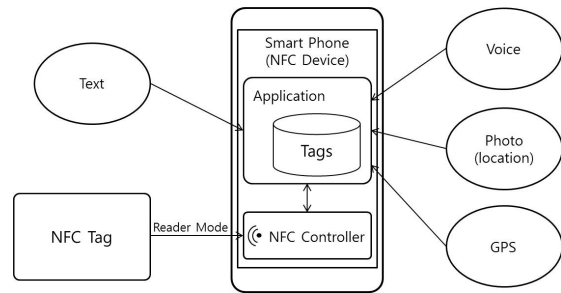 Smart Phone
(NFC Device)
Voice
Text
Application
Tags
Photo
(location)
NFC Tag
Reader Mode
NFC Controller
GPS